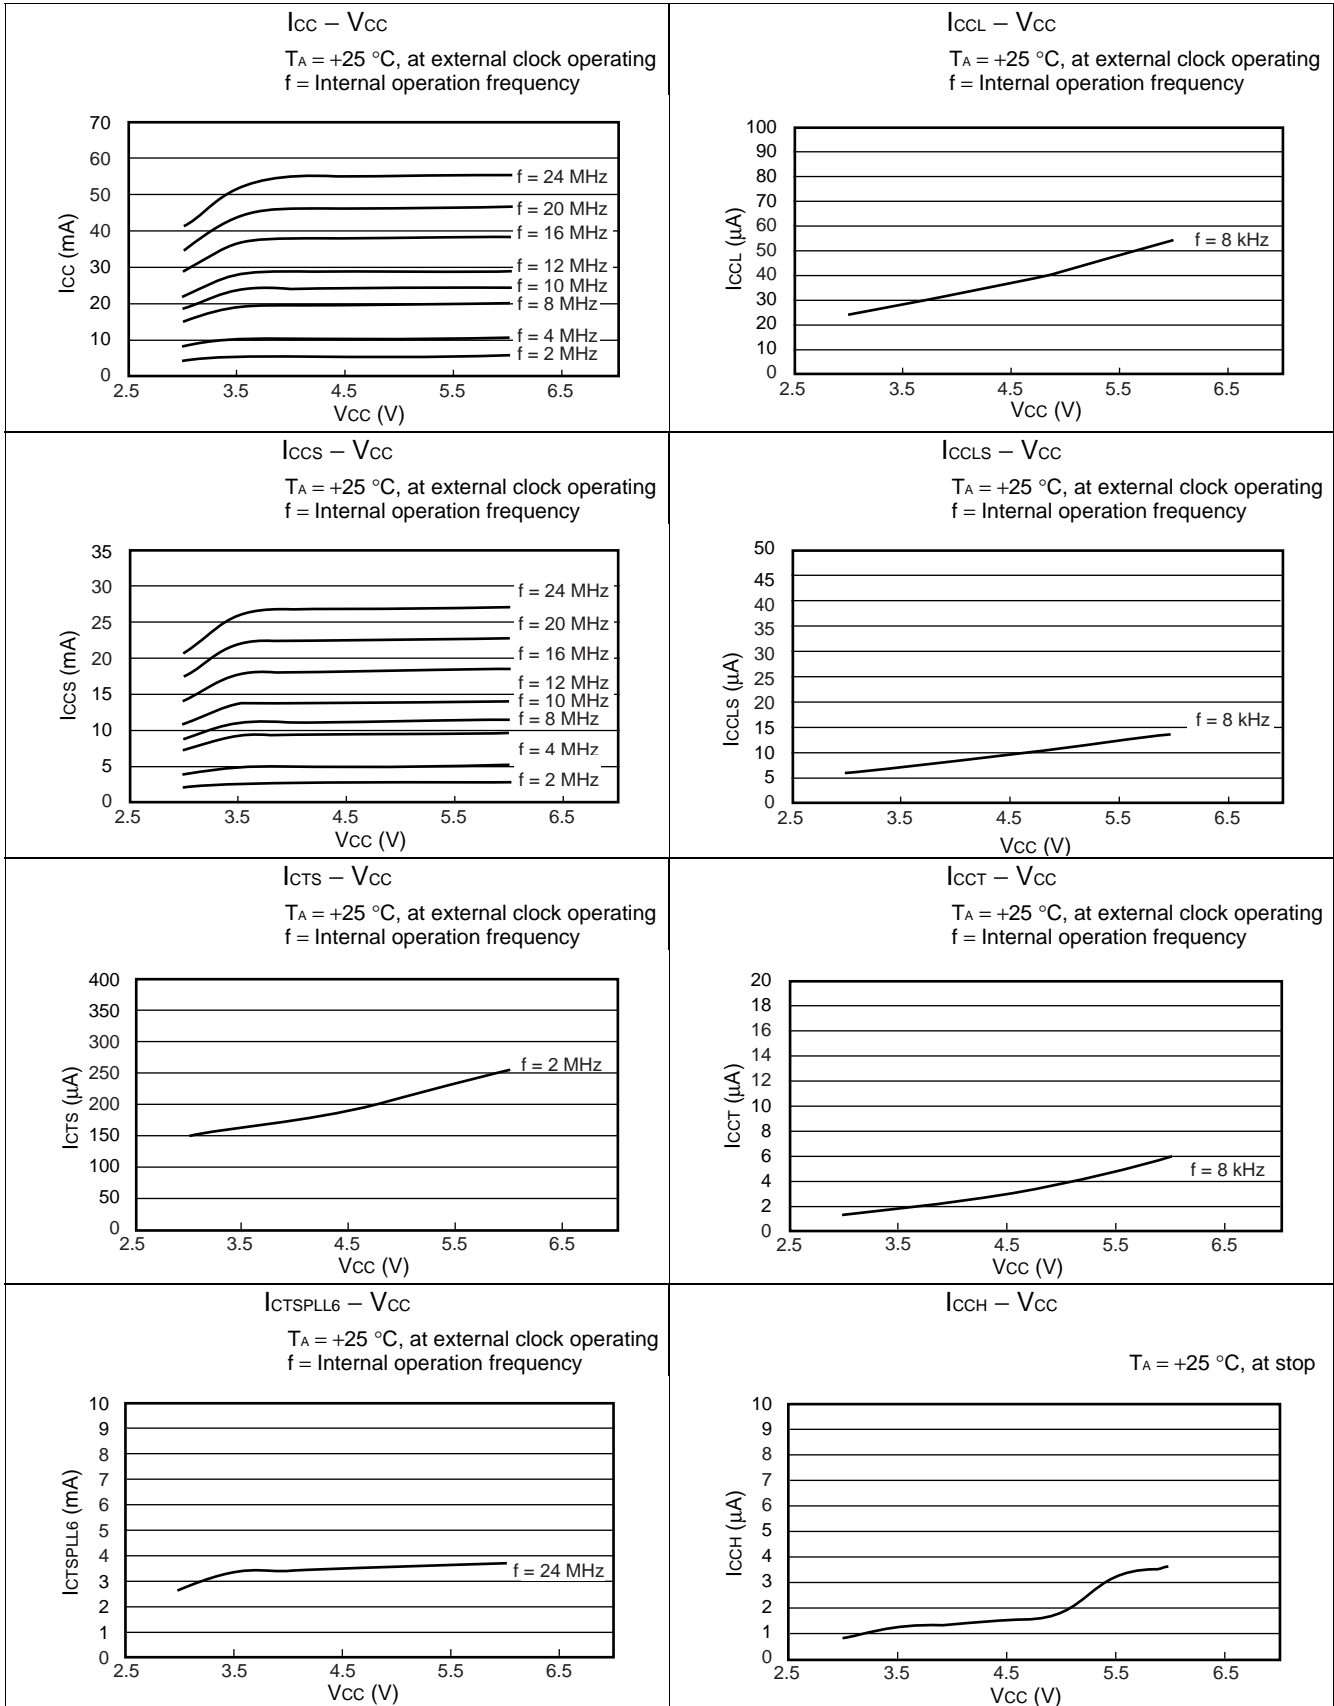 ICC – VCC
TA = +25 °C, at external clock operating
f = Internal operation frequency
70
60
50
40
30
20
10
0
ICC (mA)
f = 24 MHz
f = 20 MHz
f = 16 MHz
f = 12 MHz
f = 10 MHz
f = 8 MHz
f = 4 MHz
f = 2 MHz
2.5 3.5 4.5 5.5 6.5
VCC (V)
ICCL – VCC
TA = +25 °C, at external clock operating
f = Internal operation frequency
100
90
80
70
60
50
40
30
20
10
0
ICCL (µA)
f = 8 kHz
2.5 3.5 4.5 5.5 6.5
VCC (V)
ICCS – VCC
TA = +25 °C, at external clock operating
f = Internal operation frequency
35
30
25
20
15
10
5
0
ICCS (mA)
f = 24 MHz
f = 20 MHz
f = 16 MHz
f = 12 MHz
f = 10 MHz
f = 8 MHz
f = 4 MHz
f = 2 MHz
2.5 3.5 4.5 5.5 6.5
VCC (V)
ICCLS – VCC
TA = +25 °C, at external clock operating
f = Internal operation frequency
50
45
40
35
30
25
20
15
10
5
0
ICCLS (µA)
f = 8 kHz
2.5 3.5 4.5 5.5 6.5
VCC (V)
ICTS – VCC
TA = +25 °C, at external clock operating
f = Internal operation frequency
400
350
300
250
200
150
100
50
0
ICTS (µA)
f = 2 MHz
2.5 3.5 4.5 5.5 6.5
VCC (V)
ICCT – VCC
TA = +25 °C, at external clock operating
f = Internal operation frequency
20
18
16
14
12
10
8
6
4
2
0
ICCT (µA)
f = 8 kHz
2.5 3.5 4.5 5.5 6.5
VCC (V)
ICTSPLL6 – VCC
TA = +25 °C, at external clock operating
f = Internal operation frequency
10
9
8
7
6
5
4
3
2
1
0
ICTSPLL6 (mA)
f = 24 MHz
2.5 3.5 4.5 5.5 6.5
VCC (V)
ICCH – VCC
TA = +25 °C, at stop
10
9
8
7
6
5
4
3
2
1
0
ICCH (µA)
2.5 3.5 4.5 5.5 6.5
VCC (V)